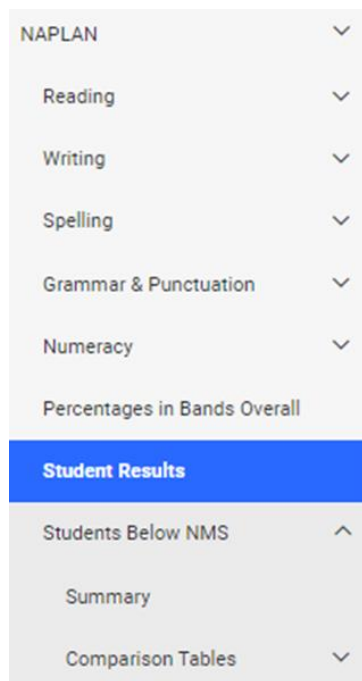 NAPLAN
Reading
Writing
Spelling
Grammar & Punctuation
Numeracy
Percentages in Bands Overall
Student Results
Students Below NMS
Summary
Comparison Tables